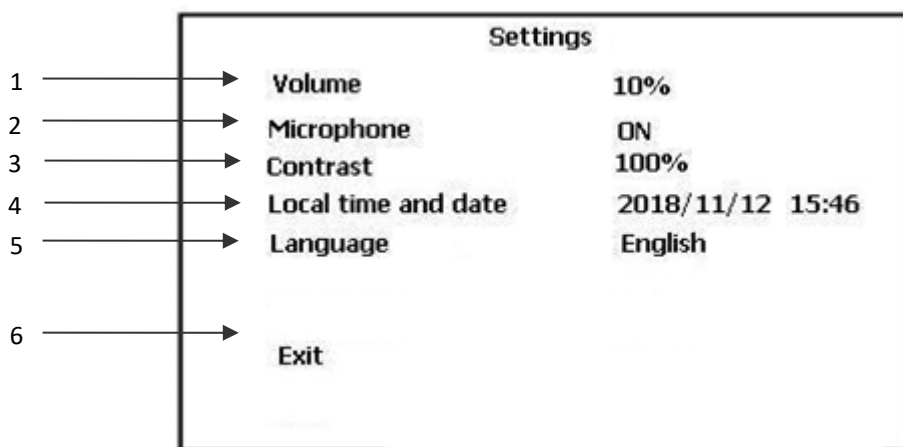 Settings
1 Volume 10%
2 Microphone ON
3 Contrast 100%
4 Local time and date 2018/11/12 15:46
5 Language English
6 Exit